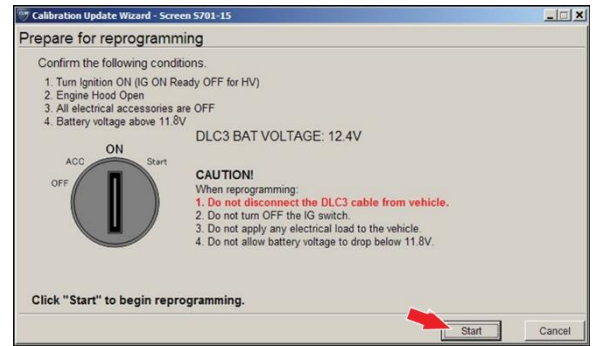 Calibration Update Wizard - Screen S701-15
Prepare for reprogramming
Confirm the following conditions.
1. Turn Ignition ON (IG ON Ready OFF for HV)
2. Engine Hood Open
3. All electrical accessories are OFF
4. Battery voltage above 11.8V
DLC3 BAT VOLTAGE: 12.4V
ON
ACC
Start
OFF
CAUTION!
When reprogramming:
1. Do not disconnect the DLC3 cable from vehicle.
2. Do not turn OFF the IG switch.
3. Do not apply any electrical load to the vehicle.
4. Do not allow battery voltage to drop below 11.8V.
Click "Start" to begin reprogramming.
Start
Cancel